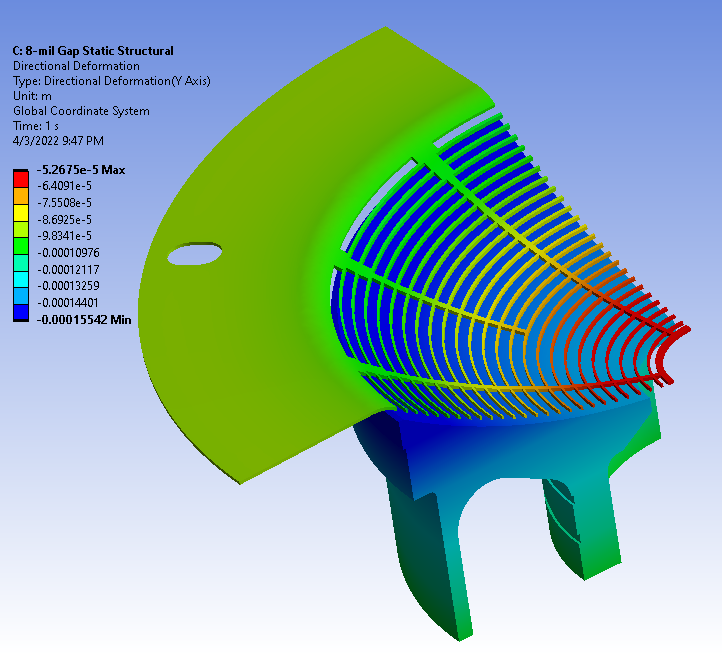 C: 8-mil Gap Static Structural
Directional Deformation
Type: Directional Deformation(Y Axis)
Unit: m
Global Coordinate System
Time: 1 s
4/3/2022 9:47 PM
-5.2675e-5 Max
-6.4091e-5
-7.5508e-5
-8.6925e-5
-9.8341e-5
-0.00010976
-0.00012117
-0.00013259
-0.00014401
-0.00015542 Min